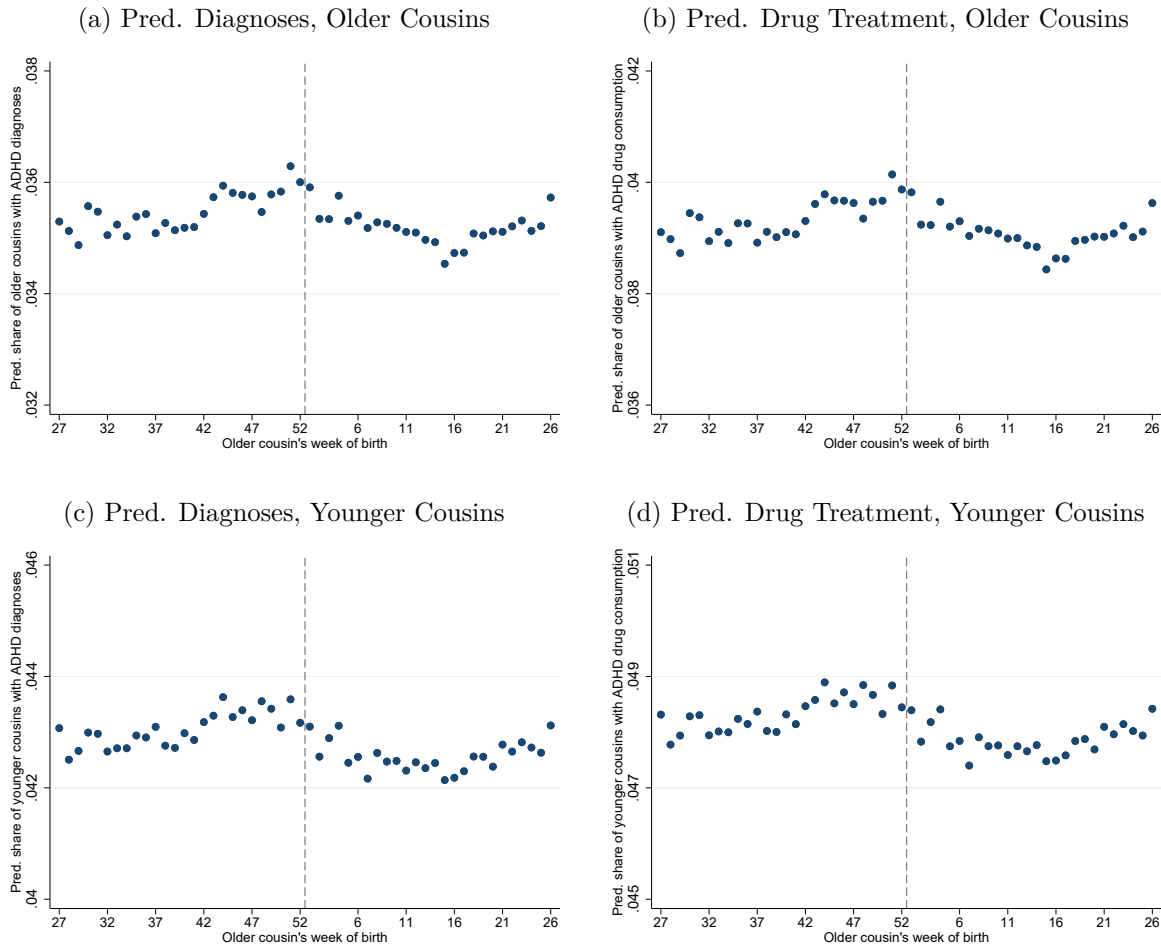 (a) Pred. Diagnoses, Older Cousins
Pred. share of older cousins with ADHD diagnoses
.038
.036
.034
.032
27 32 37 42 47 52 6 11 16 21 26
Older cousin's week of birth
(b) Pred. Drug Treatment, Older Cousins
Pred. share of older cousins with ADHD drug consumption
.042
.04
.038
.036
27 32 37 42 47 52 6 11 16 21 26
Older cousin's week of birth
(c) Pred. Diagnoses, Younger Cousins
Pred. share of younger cousins with ADHD diagnoses
.046
.044
.042
.04
27 32 37 42 47 52 6 11 16 21 26
Older cousin's week of birth
(d) Pred. Drug Treatment, Younger Cousins
Pred. share of younger cousins with ADHD drug consumption
.051
.049
.047
.045
27 32 37 42 47 52 6 11 16 21 26
Older cousin's week of birth